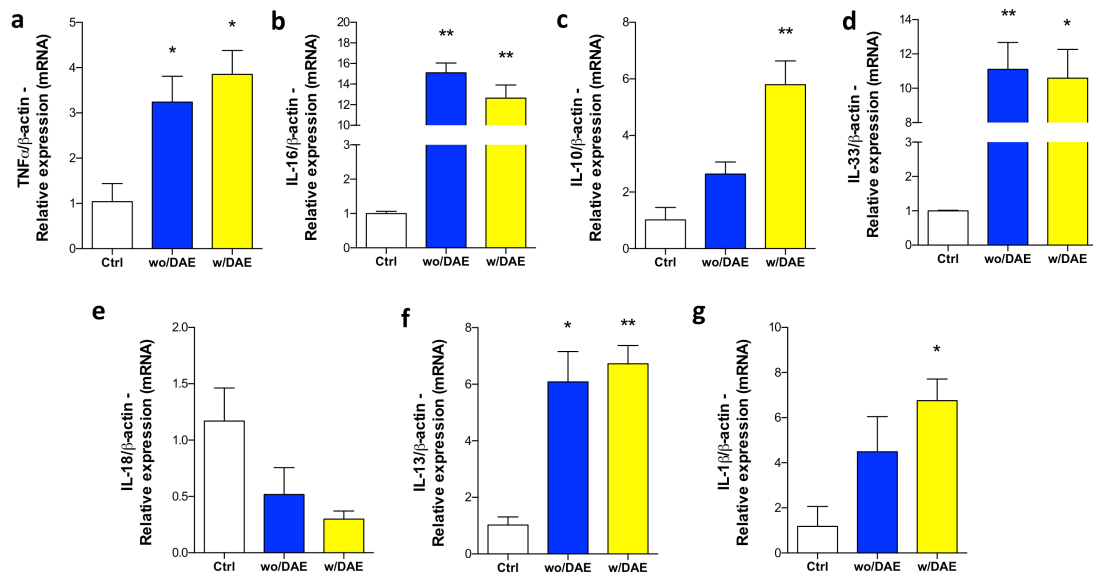 a
TNFα/β-actin -
Relative expression (mRNA)
5
4
3
2
1
0
*
*
Ctrl wo/DAE w/DAE
b
IL-16/β-actin -
Relative expression (mRNA)
20
18
16
14
12
10
1
0
**
**
Ctrl wo/DAE w/DAE
c
IL-10/β-actin -
Relative expression (mRNA)
8
6
4
2
0
**
Ctrl wo/DAE w/DAE
d
IL-33/β-actin -
Relative expression (mRNA)
14
12
10
8
3
2
1
0
**
*
Ctrl wo/DAE w/DAE
e
IL-18/β-actin -
Relative expression (mRNA)
2.0
1.5
1.0
0.5
0.0
Ctrl wo/DAE w/DAE
f
IL-13/β-actin -
Relative expression (mRNA)
8
6
4
2
0
*
**
Ctrl wo/DAE w/DAE
g
IL-1β/β-actin -
Relative expression (mRNA)
10
8
6
4
2
0
*
Ctrl wo/DAE w/DAE